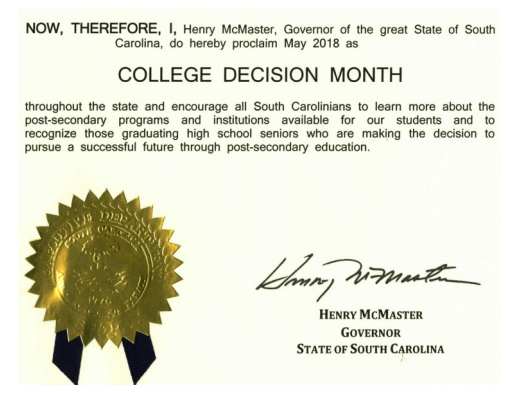 NOW, THEREFORE, I, Henry McMaster, Governor of the great State of South
Carolina, do hereby proclaim May 2018 as
COLLEGE DECISION MONTH
throughout the state and encourage all South Carolinians to learn more about the
post-secondary programs and institutions available for our students and to
recognize those graduating high school seniors who are making the decision to
pursue a successful future through post-secondary education.
Henry McMaster
HENRY MCMASTER
GOVERNOR
STATE OF SOUTH CAROLINA